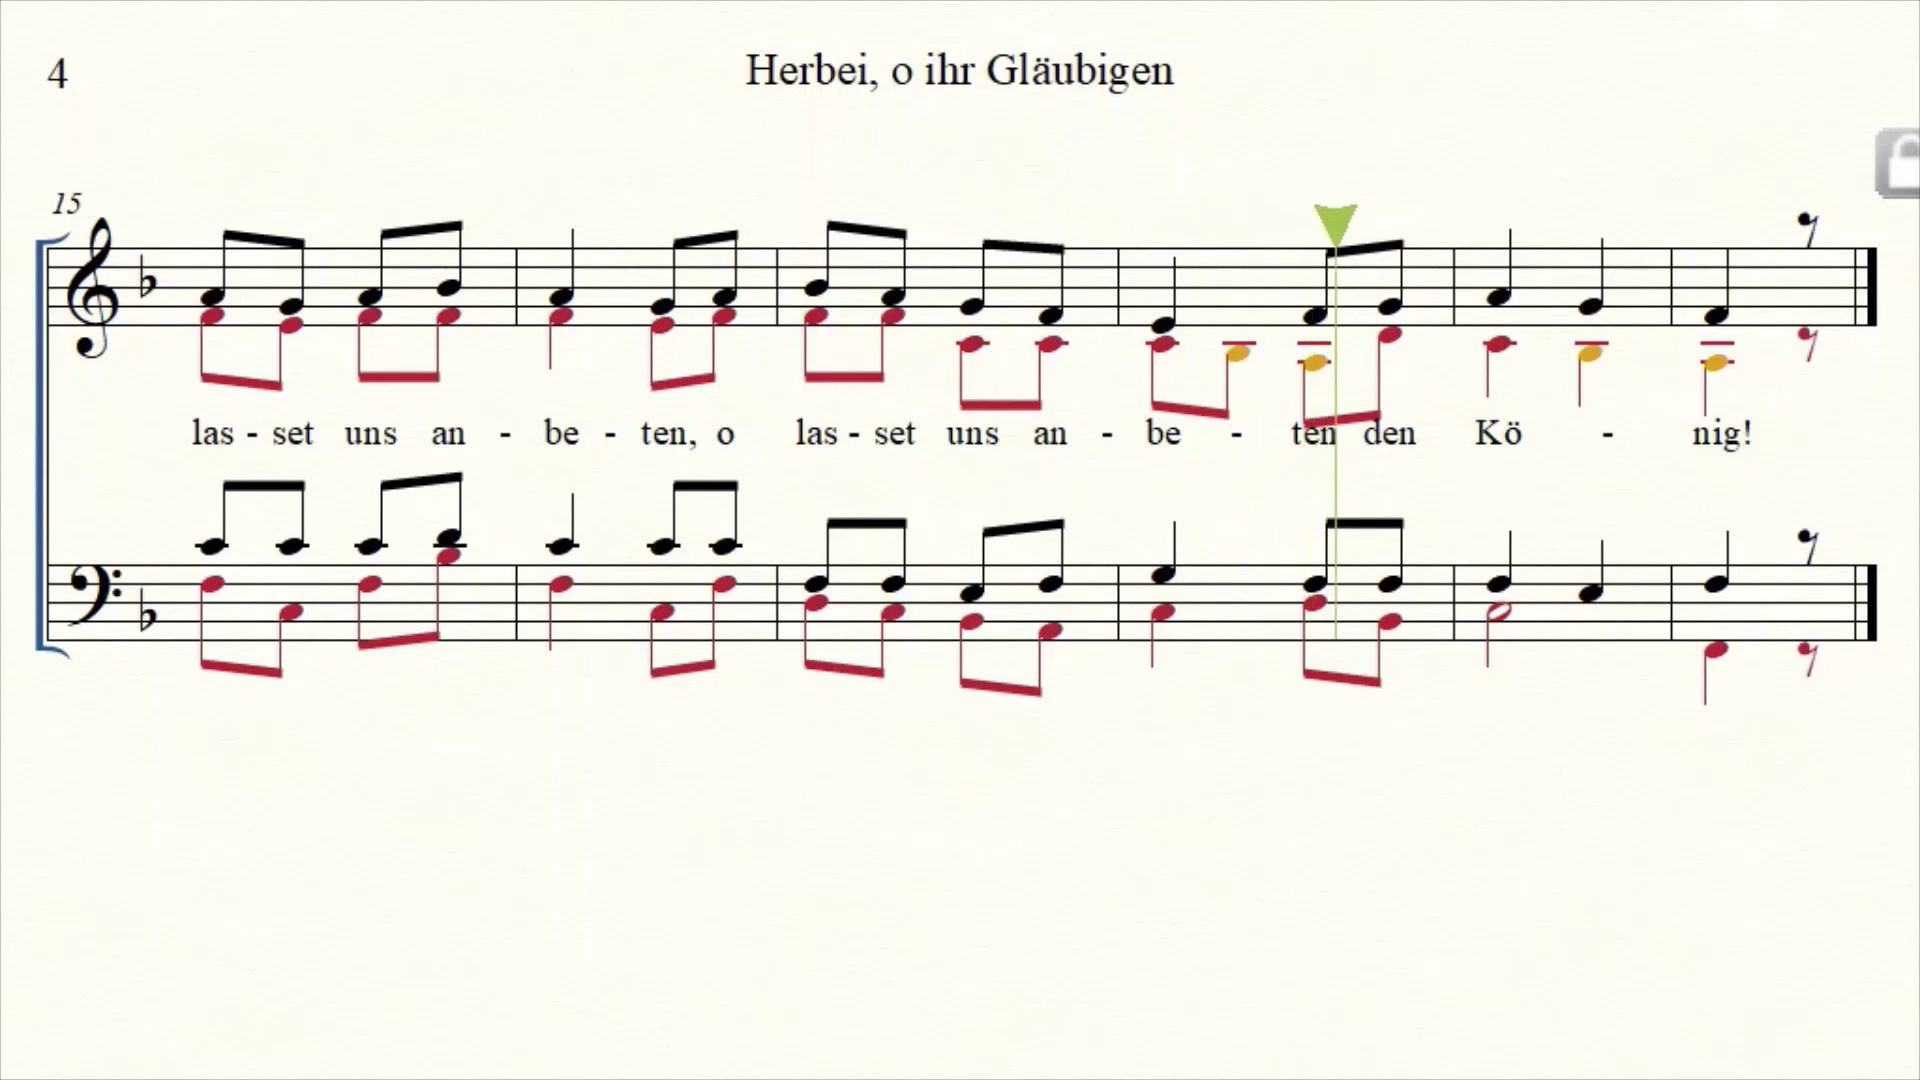 4
Herbei, o ihr Gläubigen
15
las - set uns an - be - ten, o las - set uns an - be - ten den Kö - nig!